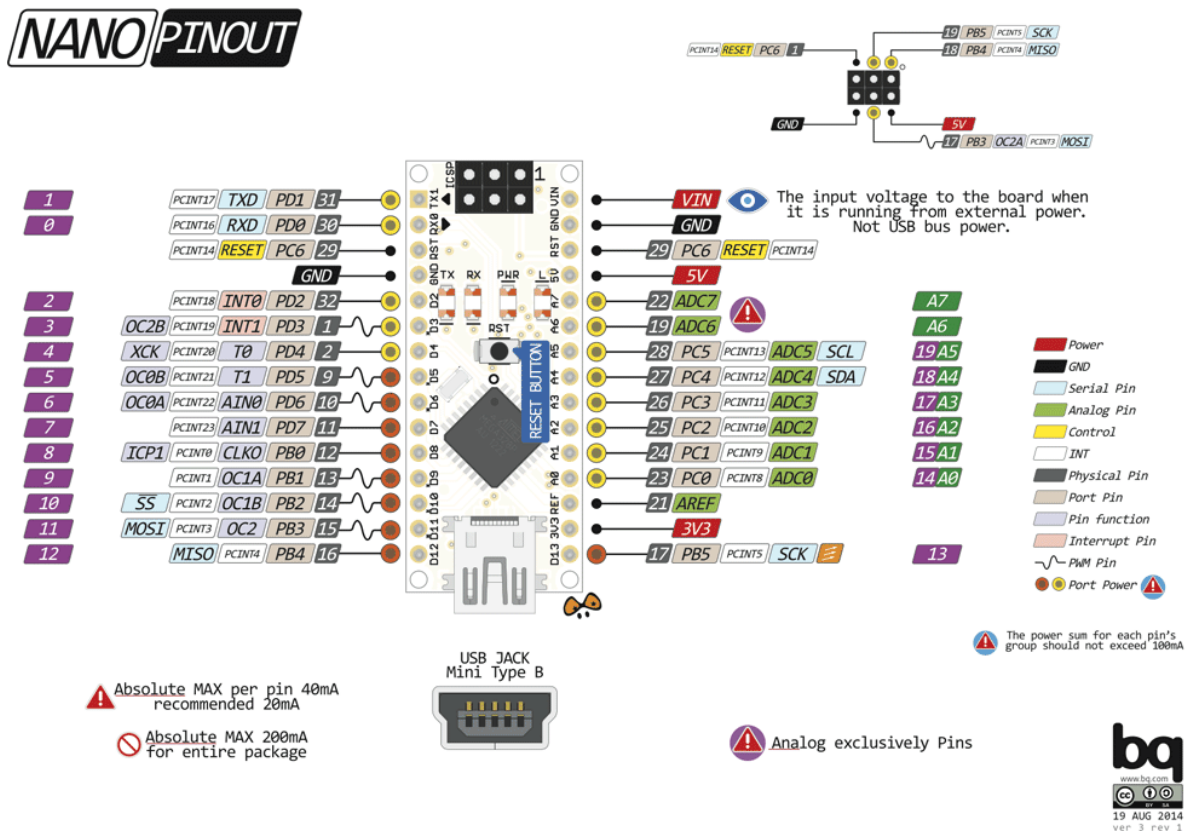 NANO PINOUT
19 PB5 PCINT5 SCK
PCINT14 RESET PC6 1
18 PB4 PCINT4 MISO
GND
5V
17 PB3 OC2A PCINT3 MOSI
ICSP
1
1 PCINT17 TXD PD1 31 TX1 VIN VIN
The input voltage to the board when
it is running from external power.
Not USB bus power.
0 PCINT16 RXD PD0 30 RX0 GND GND
PCINT14 RESET PC6 29 RST RST 29 PC6 RESET PCINT14
GND GND 5V 5V
TX RX PWR L
2 PCINT18 INT0 PD2 32 D2 A7 22 ADC7 A7
3 OC2B PCINT19 INT1 PD3 1 D3 A6 19 ADC6 A6
RST
4 XCK PCINT20 T0 PD4 2 D4 A5 28 PC5 PCINT13 ADC5 SCL 19 A5
5 OC0B PCINT21 T1 PD5 9 D5 A4 27 PC4 PCINT12 ADC4 SDA 18 A4
6 OC0A PCINT22 AIN0 PD6 10 D6 A3 26 PC3 PCINT11 ADC3 17 A3
RESET BUTTON
7 PCINT23 AIN1 PD7 11 D7 A2 25 PC2 PCINT10 ADC2 16 A2
8 ICP1 PCINT0 CLKO PB0 12 D8 A1 24 PC1 PCINT9 ADC1 15 A1
9 PCINT1 OC1A PB1 13 D9 A0 23 PC0 PCINT8 ADC0 14 A0
10 SS PCINT2 OC1B PB2 14 D10 REF 21 AREF
11 MOSI PCINT3 OC2 PB3 15 D11 3V3 3V3
12 MISO PCINT4 PB4 16 D12 D13 17 PB5 PCINT5 SCK 13
Power
GND
Serial Pin
Analog Pin
Control
INT
Physical Pin
Port Pin
Pin function
Interrupt Pin
PWM Pin
Port Power
The power sum for each pin's
group should not exceed 100mA
USB JACK
Mini Type B
Absolute MAX per pin 40mA
recommended 20mA
Absolute MAX 200mA
for entire package
Analog exclusively Pins
bq
www.bq.com
cc BY SA
19 AUG 2014
ver 3 rev 1